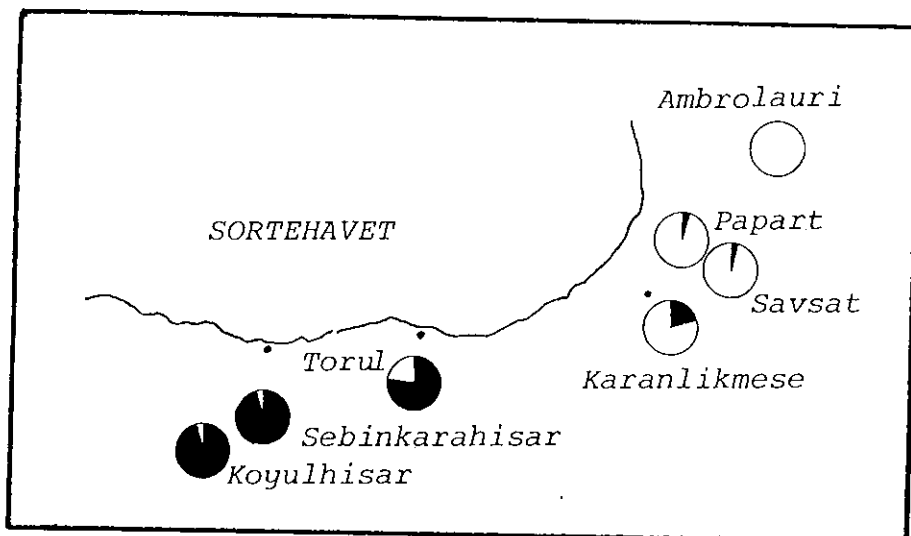 Ambrolauri
Papart
SORTEHAVET
Savsat
Torul
Karanlikmese
Sebinkarahisar
Koyulhisar